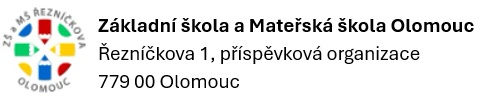 ZŠ a MŠ ŘEZNÍČKOVA
OLOMOUC
Základní škola a Mateřská škola Olomouc
Řezníčkova 1, příspěvková organizace
779 00 Olomouc